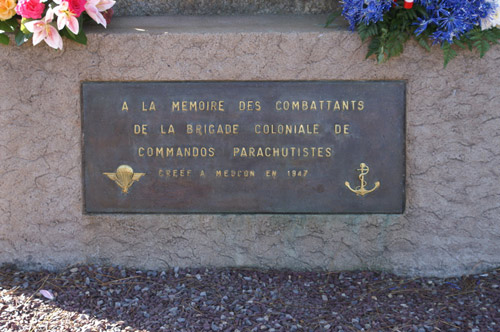 A LA MEMOIRE DES COMBATTANTS
DE LA BRIGADE COLONIALE DE
COMMANDOS PARACHUTISTES
CREEE A MEUCON EN 1947